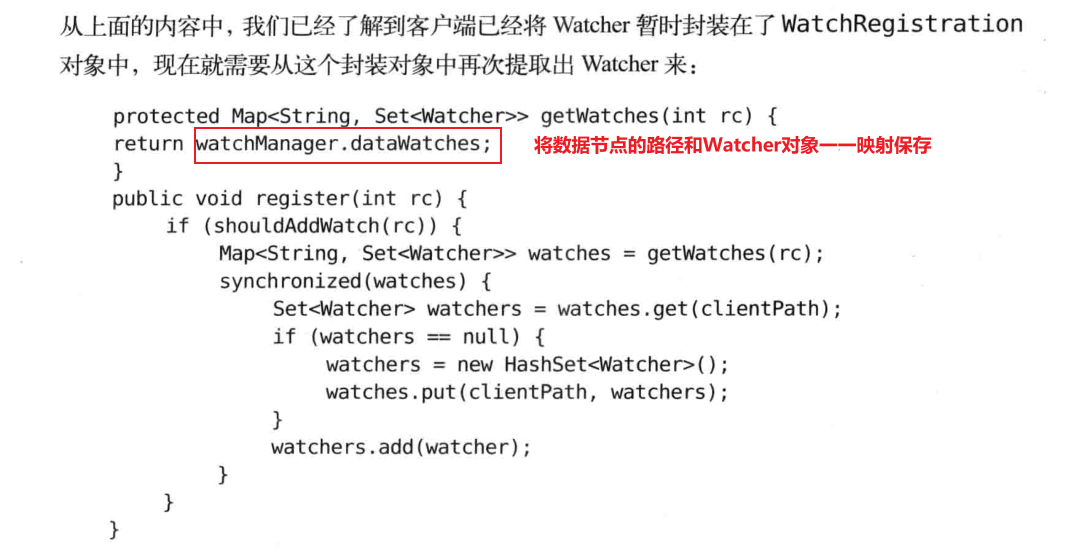 从上面的内容中，我们已经了解到客户端已经将 Watcher 暂时封装在了 WatchRegistration
对象中，现在就需要从这个封装对象中再次提取出 Watcher 来：
protected Map<String, Set<Watcher>> getWatches(int rc) {
return watchManager.dataWatches; 将数据节点的路径和Watcher对象一一映射保存
}
public void register(int rc) {
if (shouldAddWatch(rc)) {
Map<String, Set<Watcher>> watches = getWatches(rc);
synchronized(watches) {
Set<Watcher> watchers = watches.get(clientPath);
if (watchers == null) {
watchers = new HashSet<Watcher>();
watches.put(clientPath, watchers);
}
watchers.add(watcher);
}
}
}